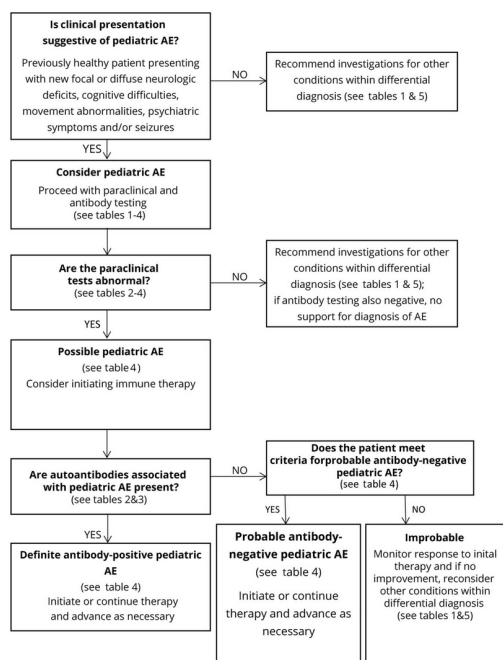 Is clinical presentation
suggestive of pediatric AE?
Previously healthy patient presenting
with new focal or diffuse neurologic
deficits, cognitive difficulties,
movement abnormalities, psychiatric
symptoms and/or seizures
NO
Recommend investigations for other
conditions within differential
diagnosis (see tables 1 & 5)
YES
Consider pediatric AE
Proceed with paraclinical and
antibody testing
(see tables 1-4)
Are the paraclinical
tests abnormal?
(see tables 2-4)
NO
Recommend investigations for other
conditions within differential
diagnosis (see tables 1 & 5);
if antibody testing also negative, no
support for diagnosis of AE
YES
Possible pediatric AE
(see table 4)
Consider initiating immune therapy
Are autoantibodies associated
with pediatric AE present?
(see tables 2&3)
NO
Does the patient meet
criteria forprobable antibody-negative
pediatric AE?
(see table 4)
YES
Definite antibody-positive pediatric
AE
(see table 4)
Initiate or continue therapy
and advance as necessary
YES
Probable antibody-
negative pediatric AE
(see table 4)
Initiate or continue
therapy and advance as
necessary
NO
Improbable
Monitor response to inital
therapy and if no
improvement, reconsider
other conditions within
differential diagnosis
(see tables 1&5)